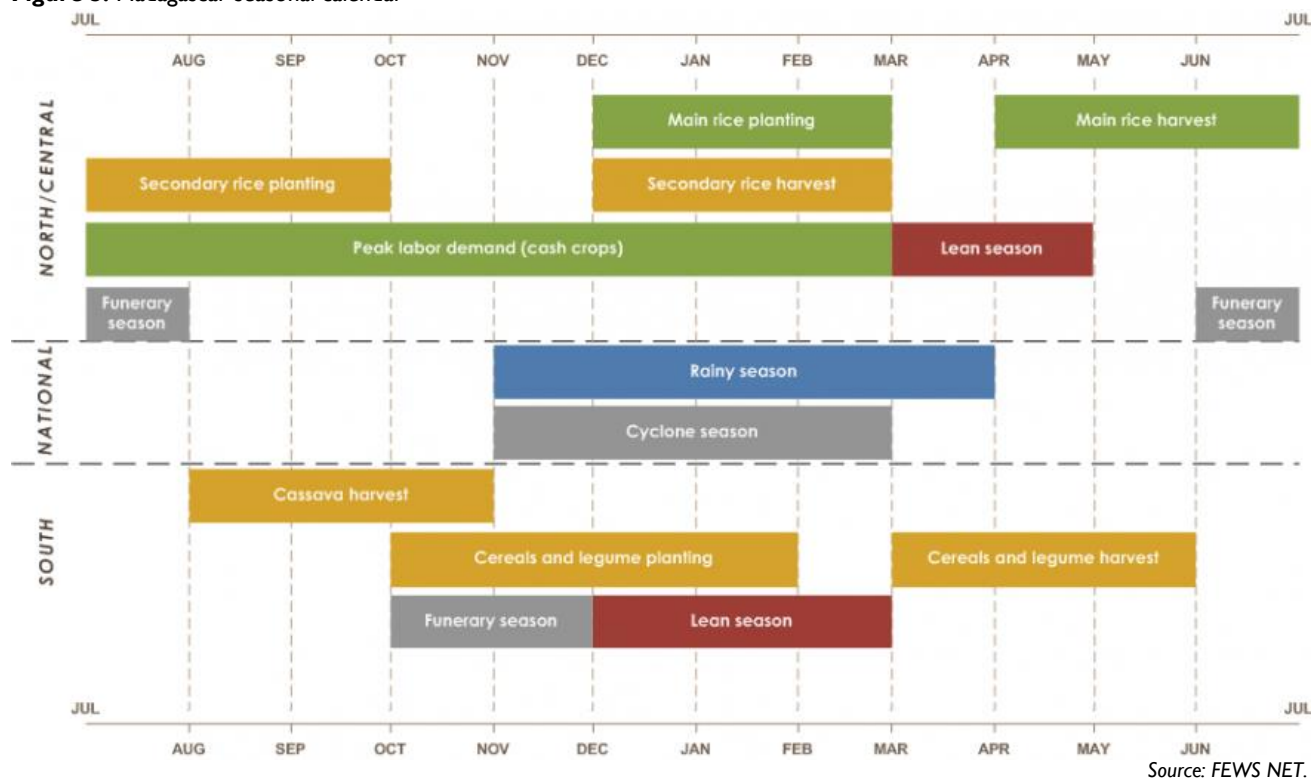 Madagascar seasonal calendar
JUL JUL
AUG SEP OCT NOV DEC JAN FEB MAR APR MAY JUN
NORTH/CENTRAL
Main rice planting Main rice harvest
Secondary rice planting Secondary rice harvest
Peak labor demand (cash crops) Lean season
Funerary Funerary
season season
NATIONAL
Rainy season
Cyclone season
SOUTH
Cassava harvest
Cereals and legume planting Cereals and legume harvest
Funerary season Lean season
JUL JUL
AUG SEP OCT NOV DEC JAN FEB MAR APR MAY JUN
Source: FEWS NET.